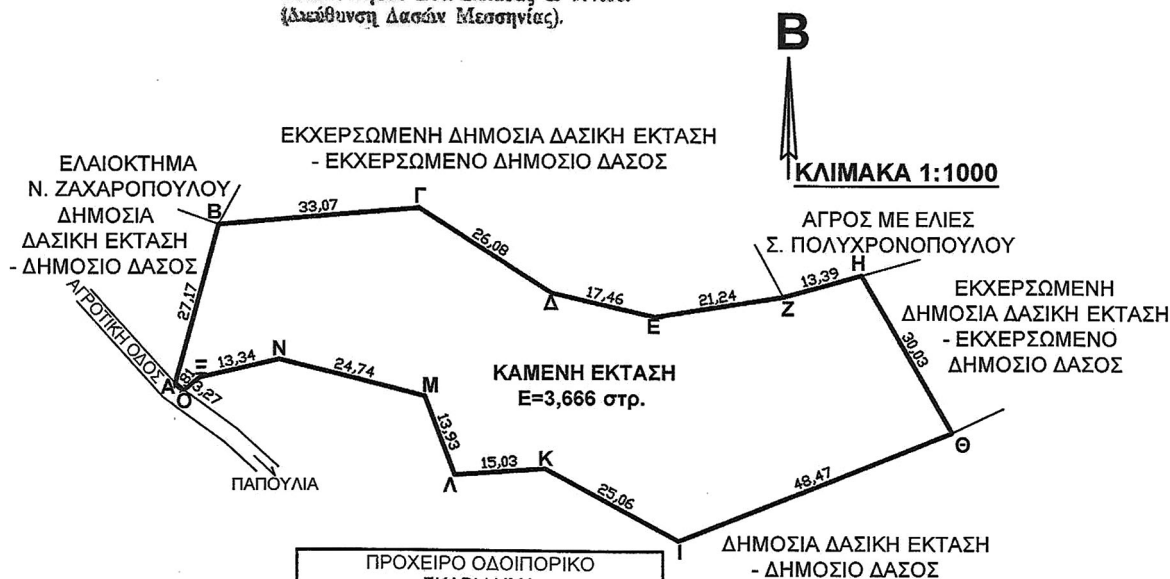 (Διεύθυνση Δασών Μεσσηνίας).
Β
ΚΛΙΜΑΚΑ 1:1000
ΕΚΧΕΡΣΩΜΕΝΗ ΔΗΜΟΣΙΑ ΔΑΣΙΚΗ ΕΚΤΑΣΗ
- ΕΚΧΕΡΣΩΜΕΝΟ ΔΗΜΟΣΙΟ ΔΑΣΟΣ
ΕΛΑΙΟΚΤΗΜΑ
Ν. ΖΑΧΑΡΟΠΟΥΛΟΥ
ΔΗΜΟΣΙΑ
ΔΑΣΙΚΗ ΕΚΤΑΣΗ
- ΔΗΜΟΣΙΟ ΔΑΣΟΣ
Β
33,07
Γ
26,08
Δ
17,46
Ε
21,24
Ζ
13,39
Η
ΑΓΡΟΣ ΜΕ ΕΛΙΕΣ
Σ. ΠΟΛΥΧΡΟΝΟΠΟΥΛΟΥ
ΕΚΧΕΡΣΩΜΕΝΗ
ΔΗΜΟΣΙΑ ΔΑΣΙΚΗ ΕΚΤΑΣΗ
- ΕΚΧΕΡΣΩΜΕΝΟ
ΔΗΜΟΣΙΟ ΔΑΣΟΣ
30,03
Θ
27,17
ΑΓΡΟΤΙΚΗ ΟΔΟΣ
Α
Ο
3,27
Ξ
13,34
Ν
24,74
Μ
ΚΑΜΕΝΗ ΕΚΤΑΣΗ
Ε=3,666 στρ.
13,93
Λ
15,03
Κ
25,06
Ι
48,47
ΠΑΠΟΥΛΙΑ
ΔΗΜΟΣΙΑ ΔΑΣΙΚΗ ΕΚΤΑΣΗ
- ΔΗΜΟΣΙΟ ΔΑΣΟΣ
ΠΡΟΧΕΙΡΟ ΟΔΟΙΠΟΡΙΚΟ